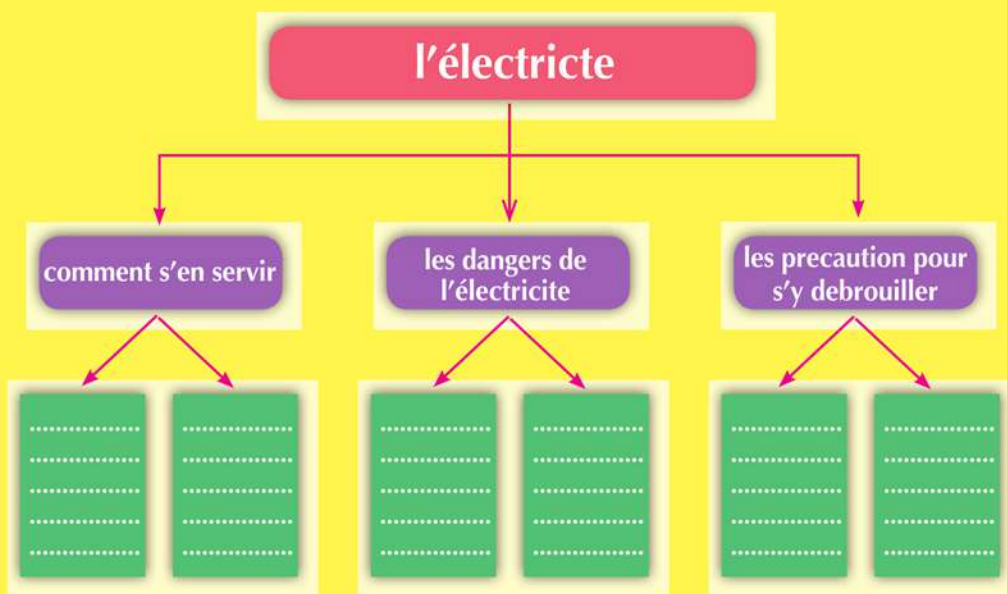 l'électricte
comment s'en servir
les dangers de
l'électricite
les precaution pour
s'y debrouiller